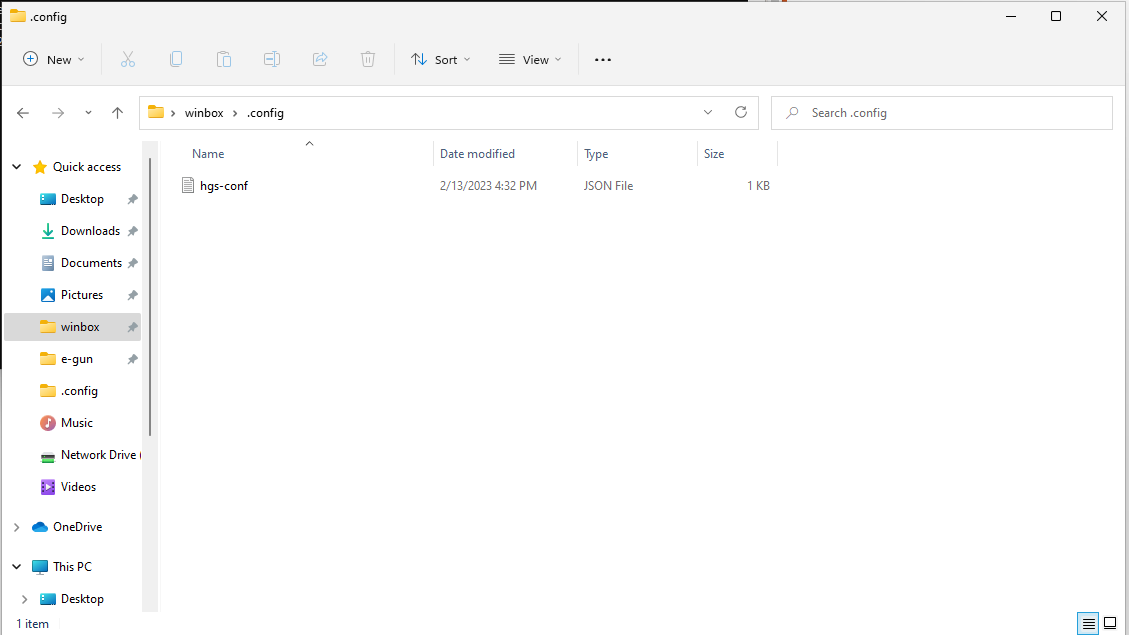 .config
New
Sort
View
winbox
.config
Search .config
Name
Date modified
Type
Size
hgs-conf
2/13/2023 4:32 PM
JSON File
1 KB
Quick access
Desktop
Downloads
Documents
Pictures
winbox
e-gun
.config
Music
Network Drive (
Videos
OneDrive
This PC
Desktop
1 item